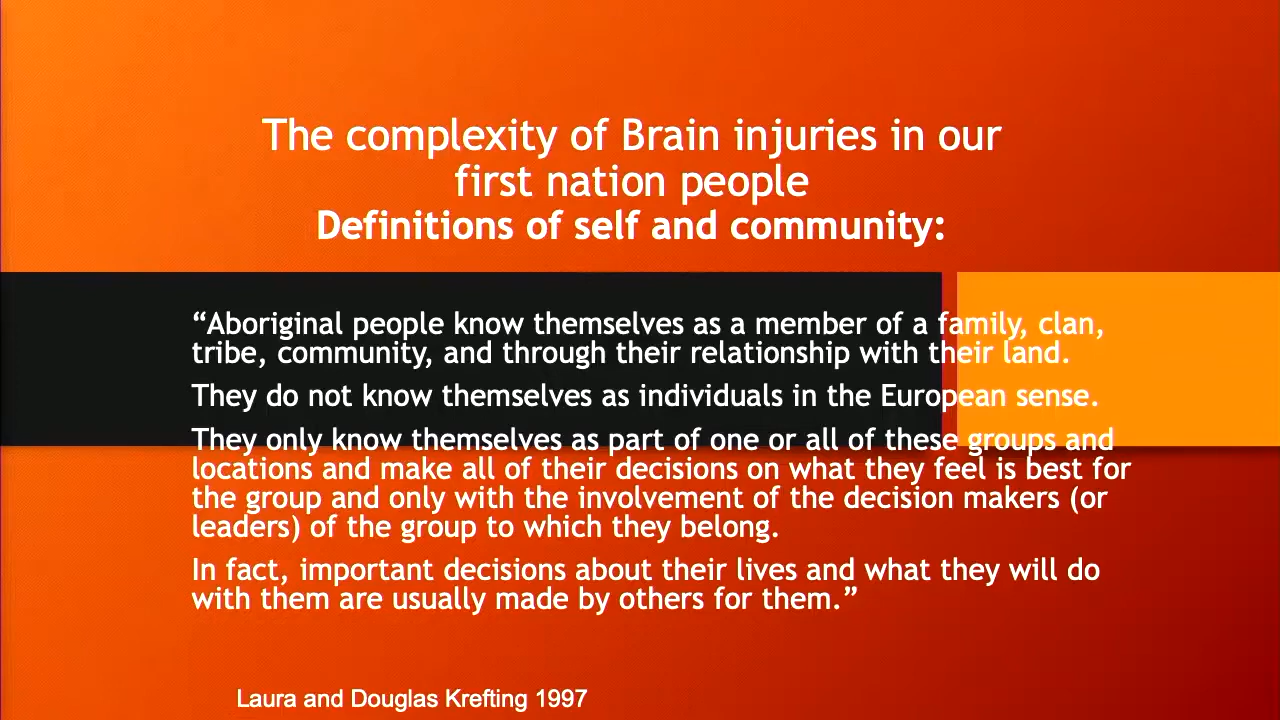 The complexity of Brain injuries in our
first nation people
Definitions of self and community:
“Aboriginal people know themselves as a member of a family, clan,
tribe, community, and through their relationship with their land.
They do not know themselves as individuals in the European sense.
They only know themselves as part of one or all of these groups and
locations and make all of their decisions on what they feel is best for
the group and only with the involvement of the decision makers (or
leaders) of the group to which they belong.
In fact, important decisions about their lives and what they will do
with them are usually made by others for them.”
Laura and Douglas Krefting 1997